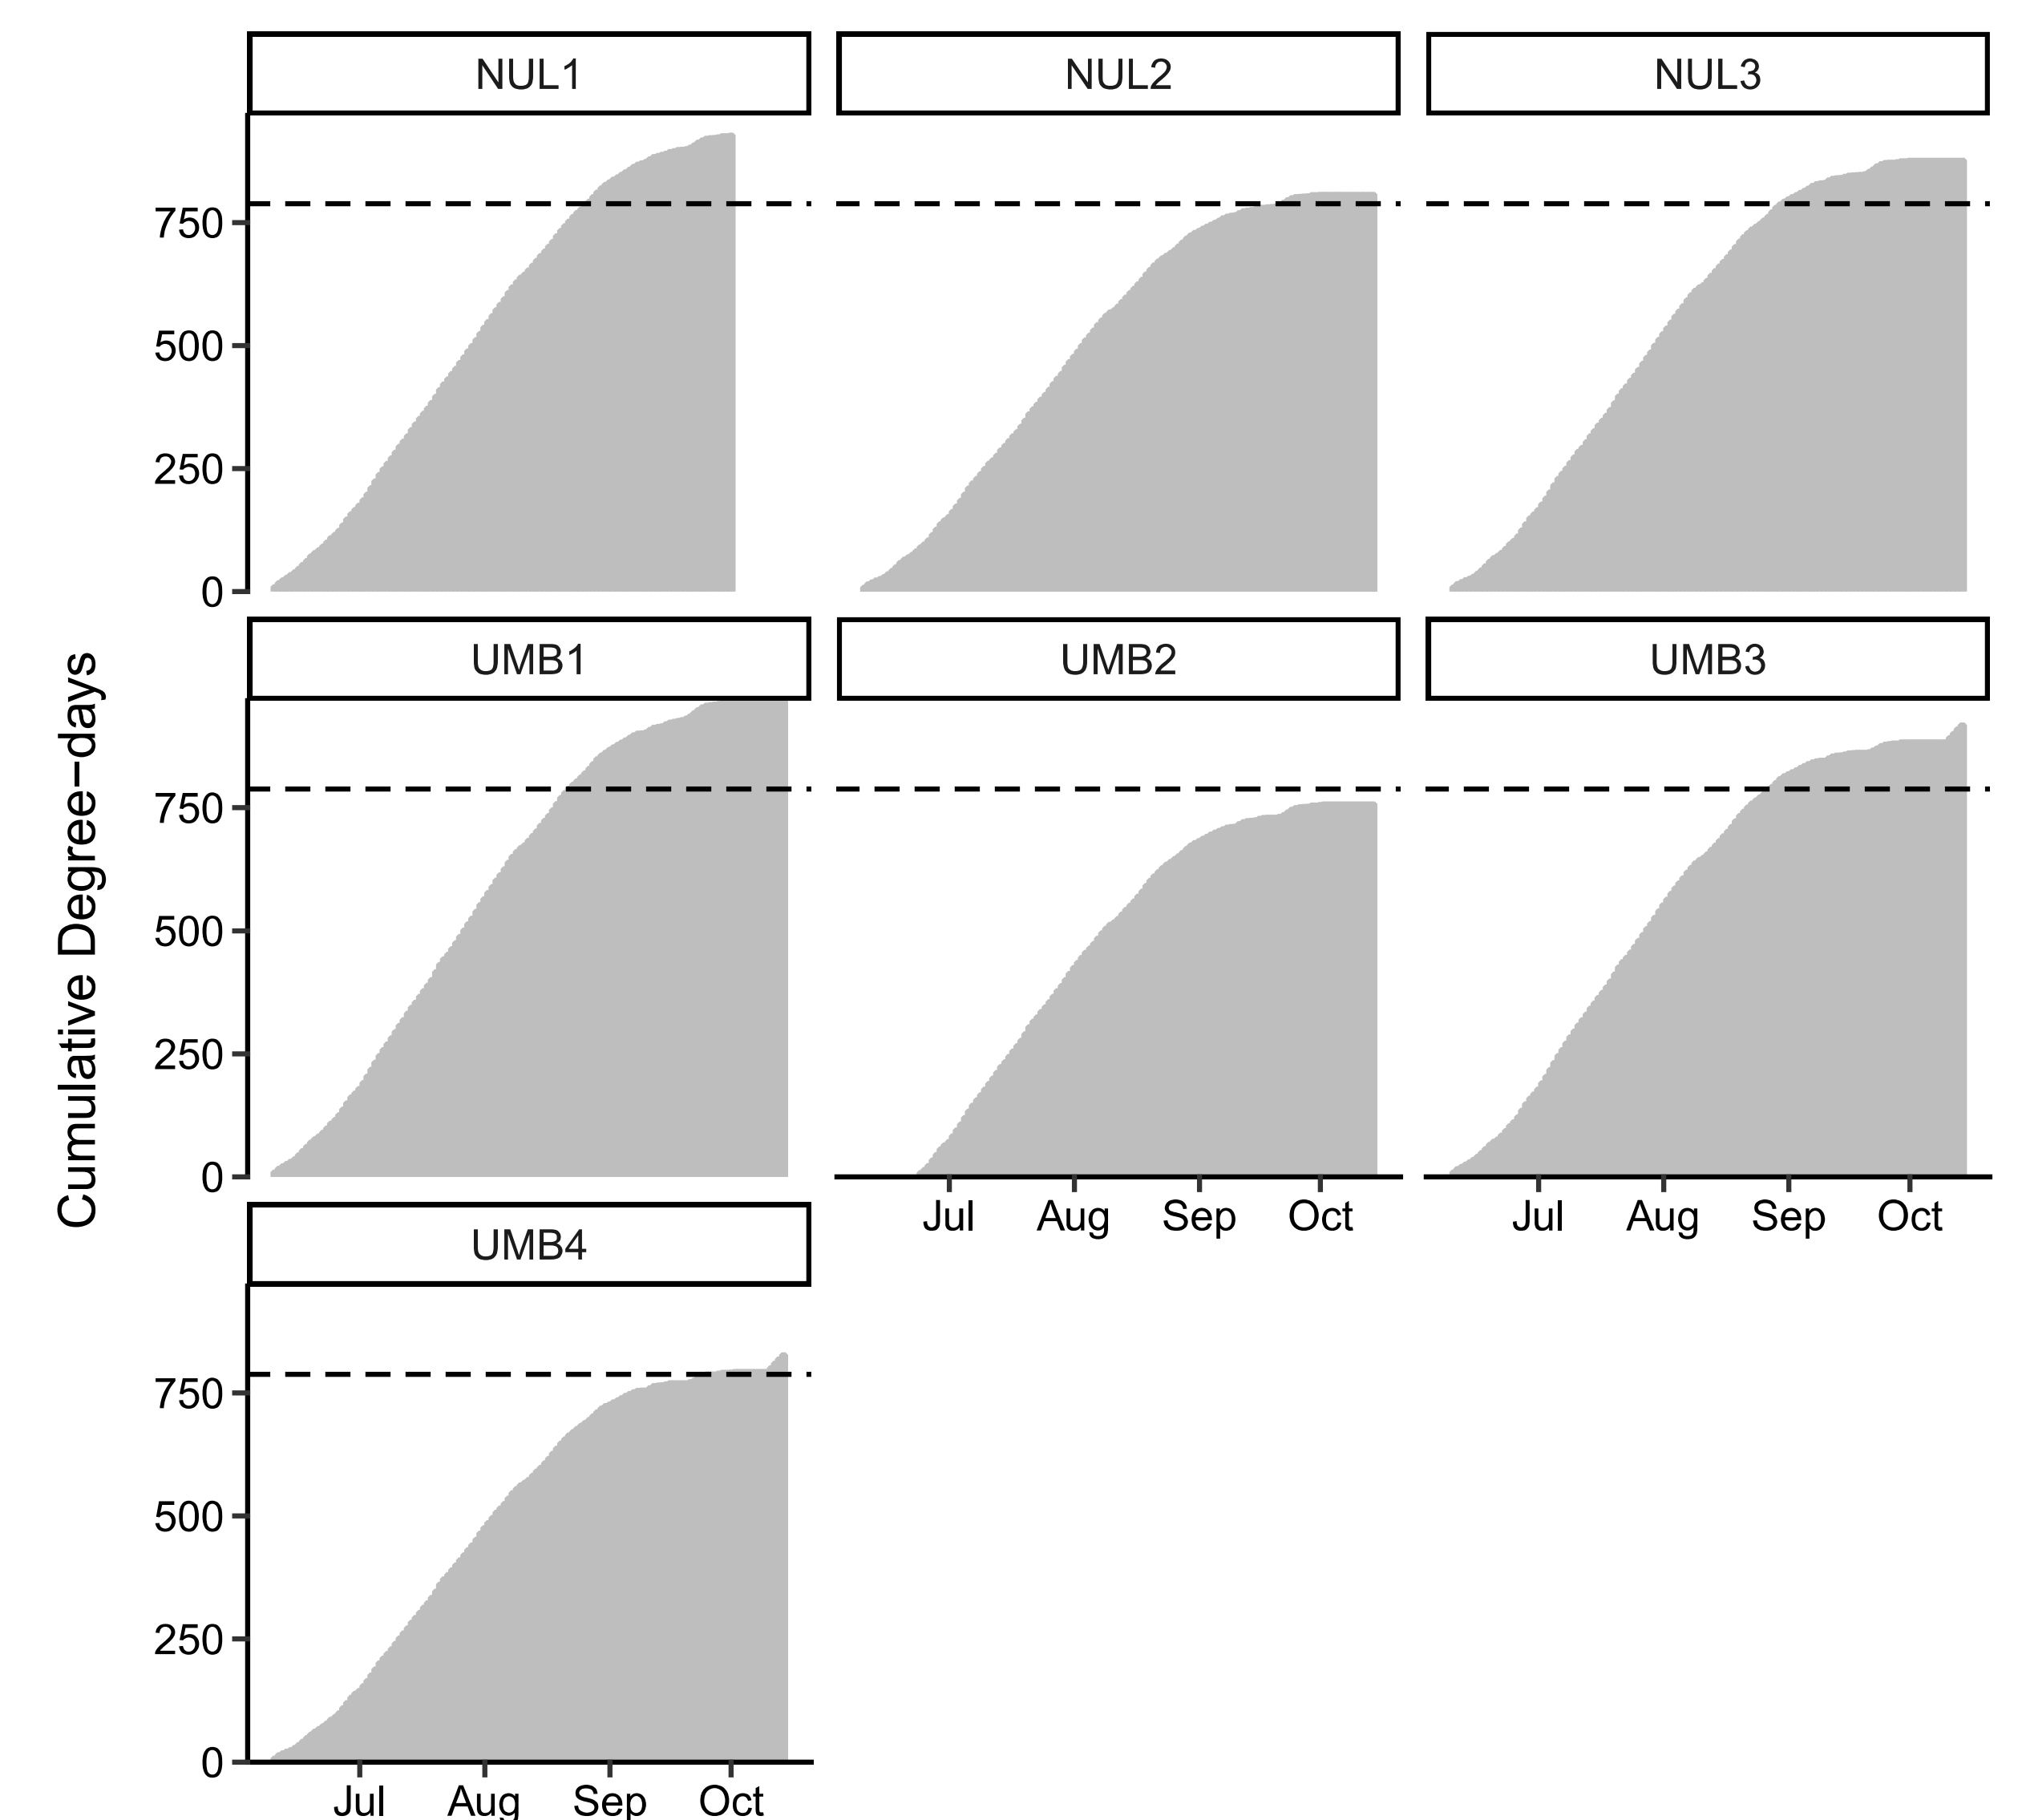 NUL1 NUL2 NUL3
750
500
250
0
UMB1 UMB2 UMB3
750
500
250
0
Jul Aug Sep Oct Jul Aug Sep Oct
UMB4
750
500
250
0
Jul Aug Sep Oct
Cumulative Degree−days